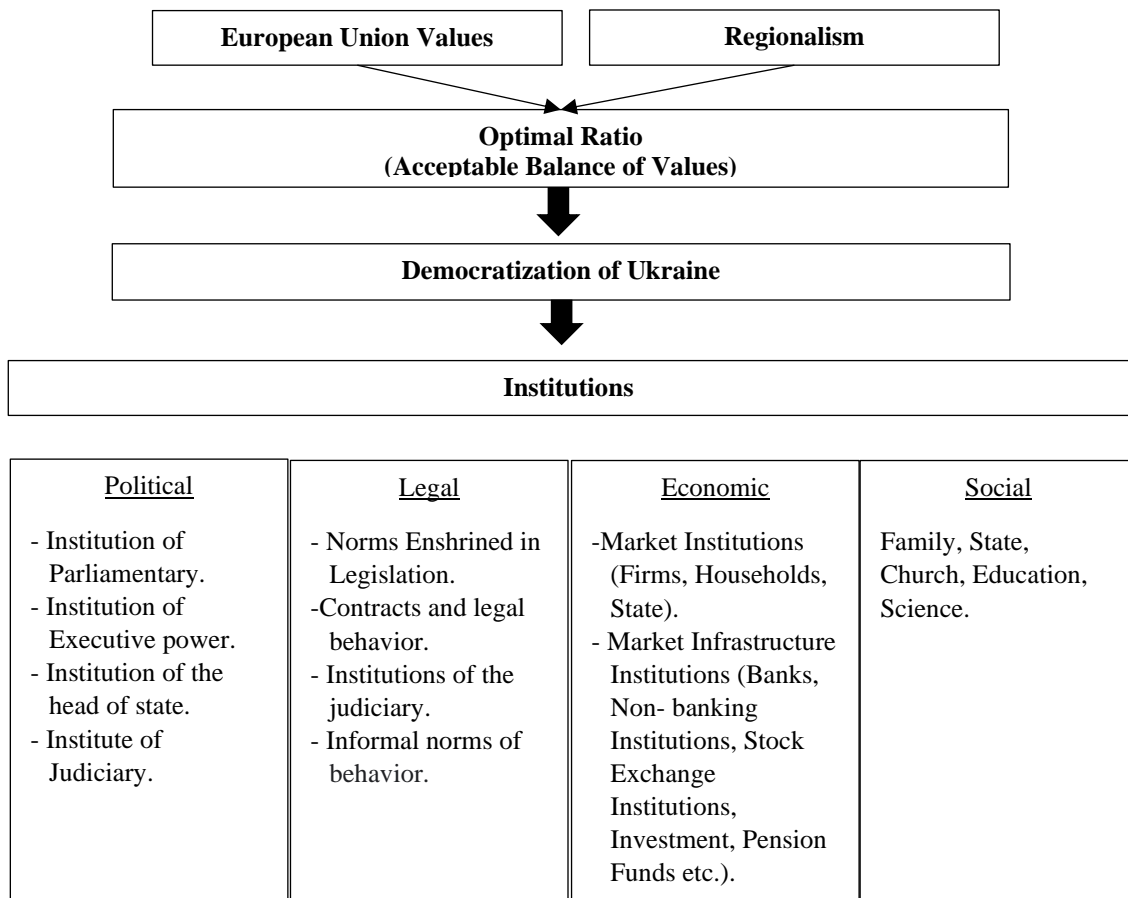 European Union Values
Regionalism
Optimal Ratio
(Acceptable Balance of Values)
Democratization of Ukraine
Institutions
Political
- Institution of
Parliamentary.
- Institution of
Executive power.
- Institution of the
head of state.
- Institute of
Judiciary.
Legal
- Norms Enshrined in
Legislation.
-Contracts and legal
behavior.
- Institutions of the
judiciary.
- Informal norms of
behavior.
Economic
-Market Institutions
(Firms, Households,
State).
- Market Infrastructure
Institutions (Banks,
Non- banking
Institutions, Stock
Exchange
Institutions,
Investment, Pension
Funds etc.).
Social
Family, State,
Church, Education,
Science.